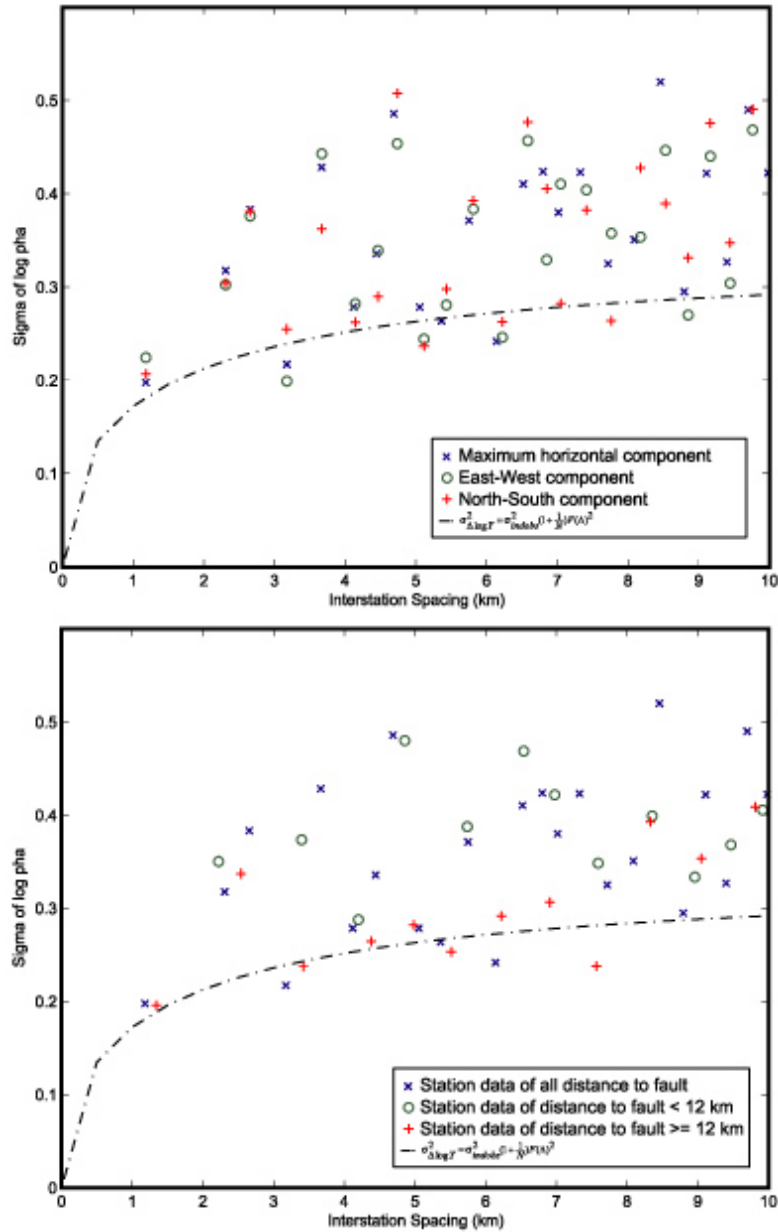 0.5
0.4
0.3
0.2
0.1
0
Sigma of log pha
Maximum horizontal component
East-West component
North-South component
0 1 2 3 4 5 6 7 8 9 10
Interstation Spacing (km)
0.5
0.4
0.3
0.2
0.1
0
Sigma of log pha
Station data of all distance to fault
Station data of distance to fault < 12 km
Station data of distance to fault >= 12 km
0 1 2 3 4 5 6 7 8 9 10
Interstation Spacing (km)